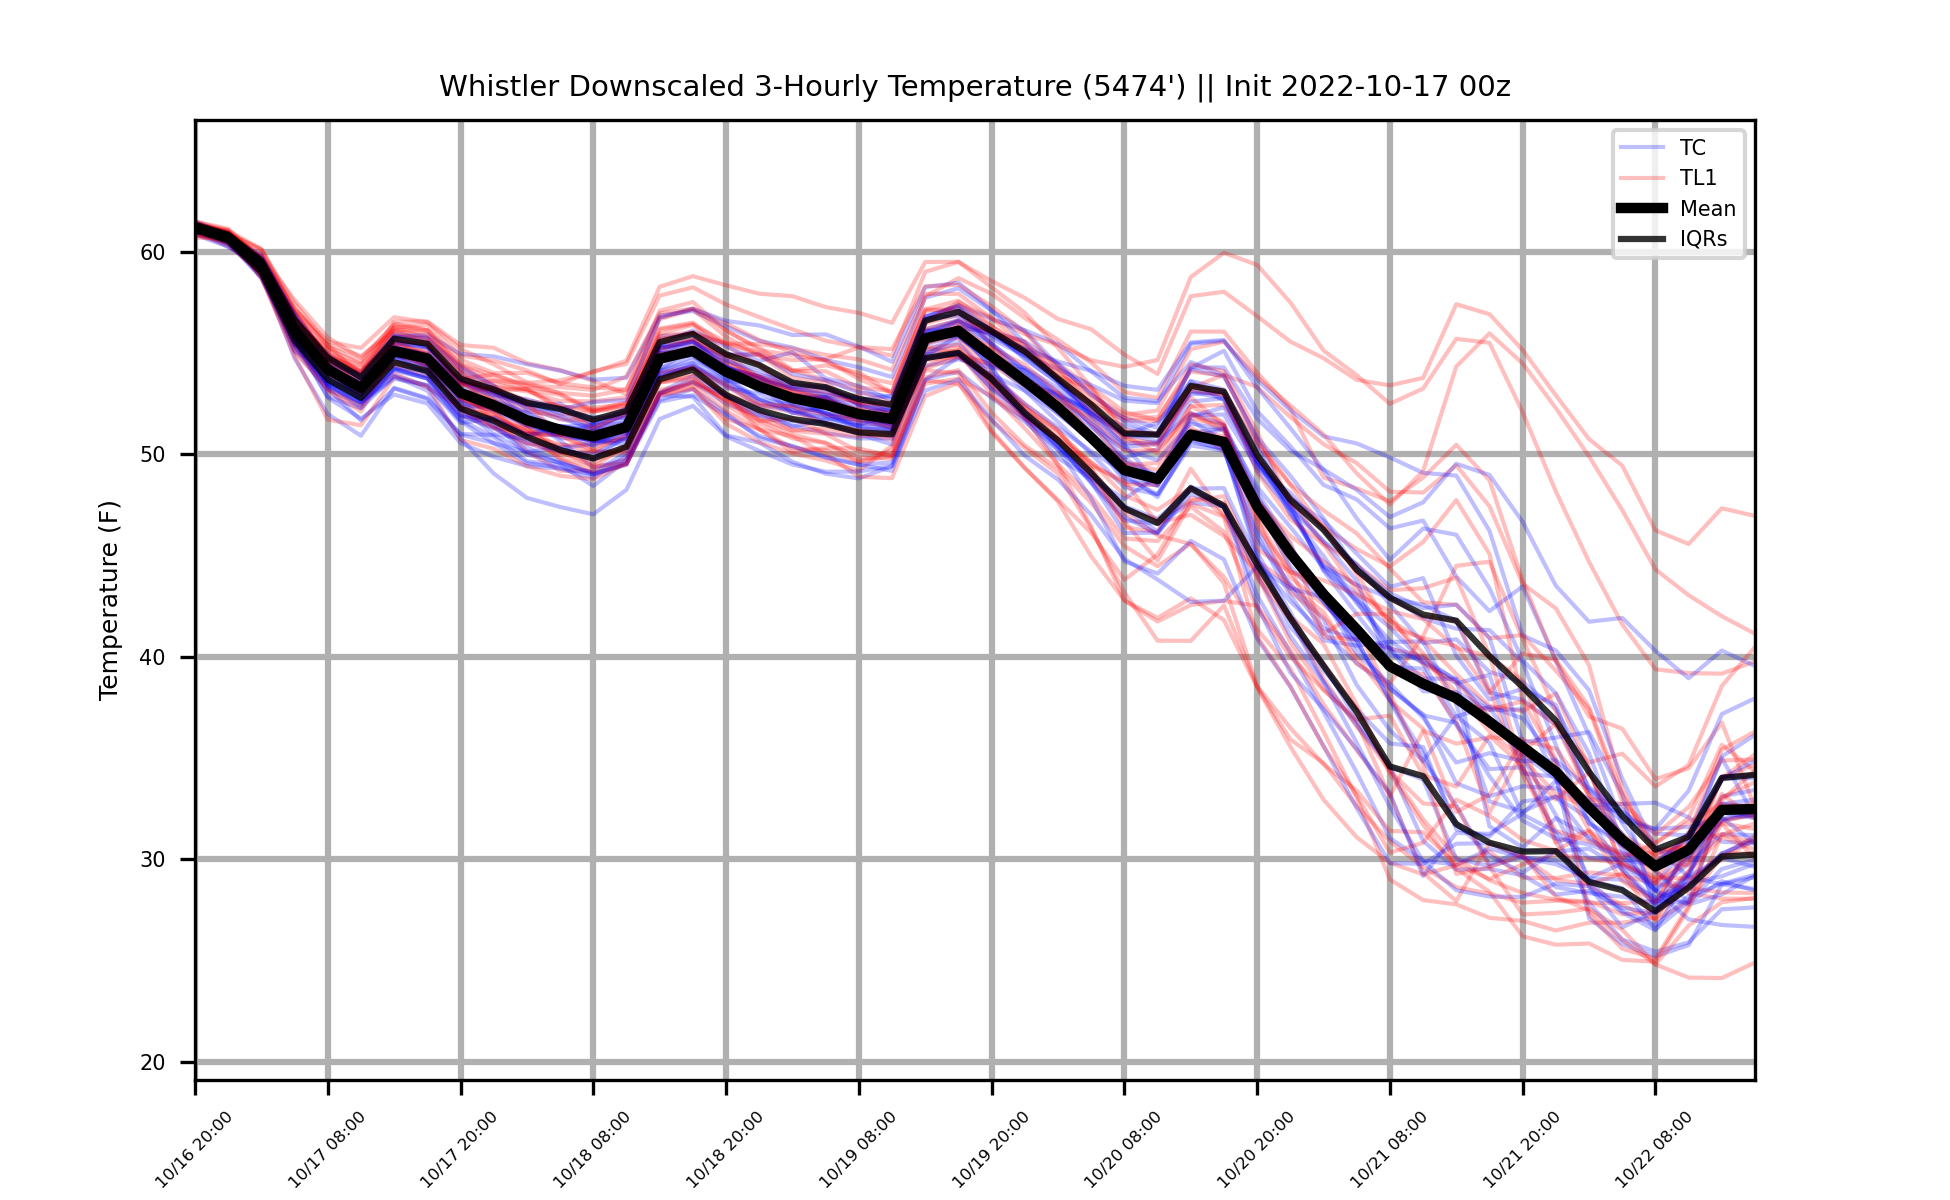 Whistler Downscaled 3-Hourly Temperature (5474') || Init 2022-10-17 00z
TC
TL1
Mean
IQRs
Temperature (F)
60
50
40
30
20
10/16 20:00
10/17 08:00
10/17 20:00
10/18 08:00
10/18 20:00
10/19 08:00
10/19 20:00
10/20 08:00
10/20 20:00
10/21 08:00
10/21 20:00
10/22 08:00